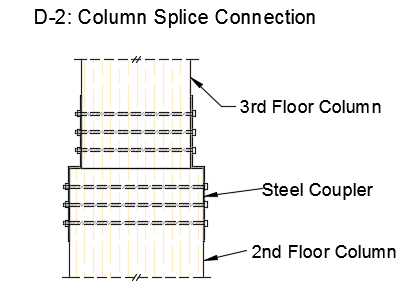 D-2: Column Splice Connection
3rd Floor Column
Steel Coupler
2nd Floor Column